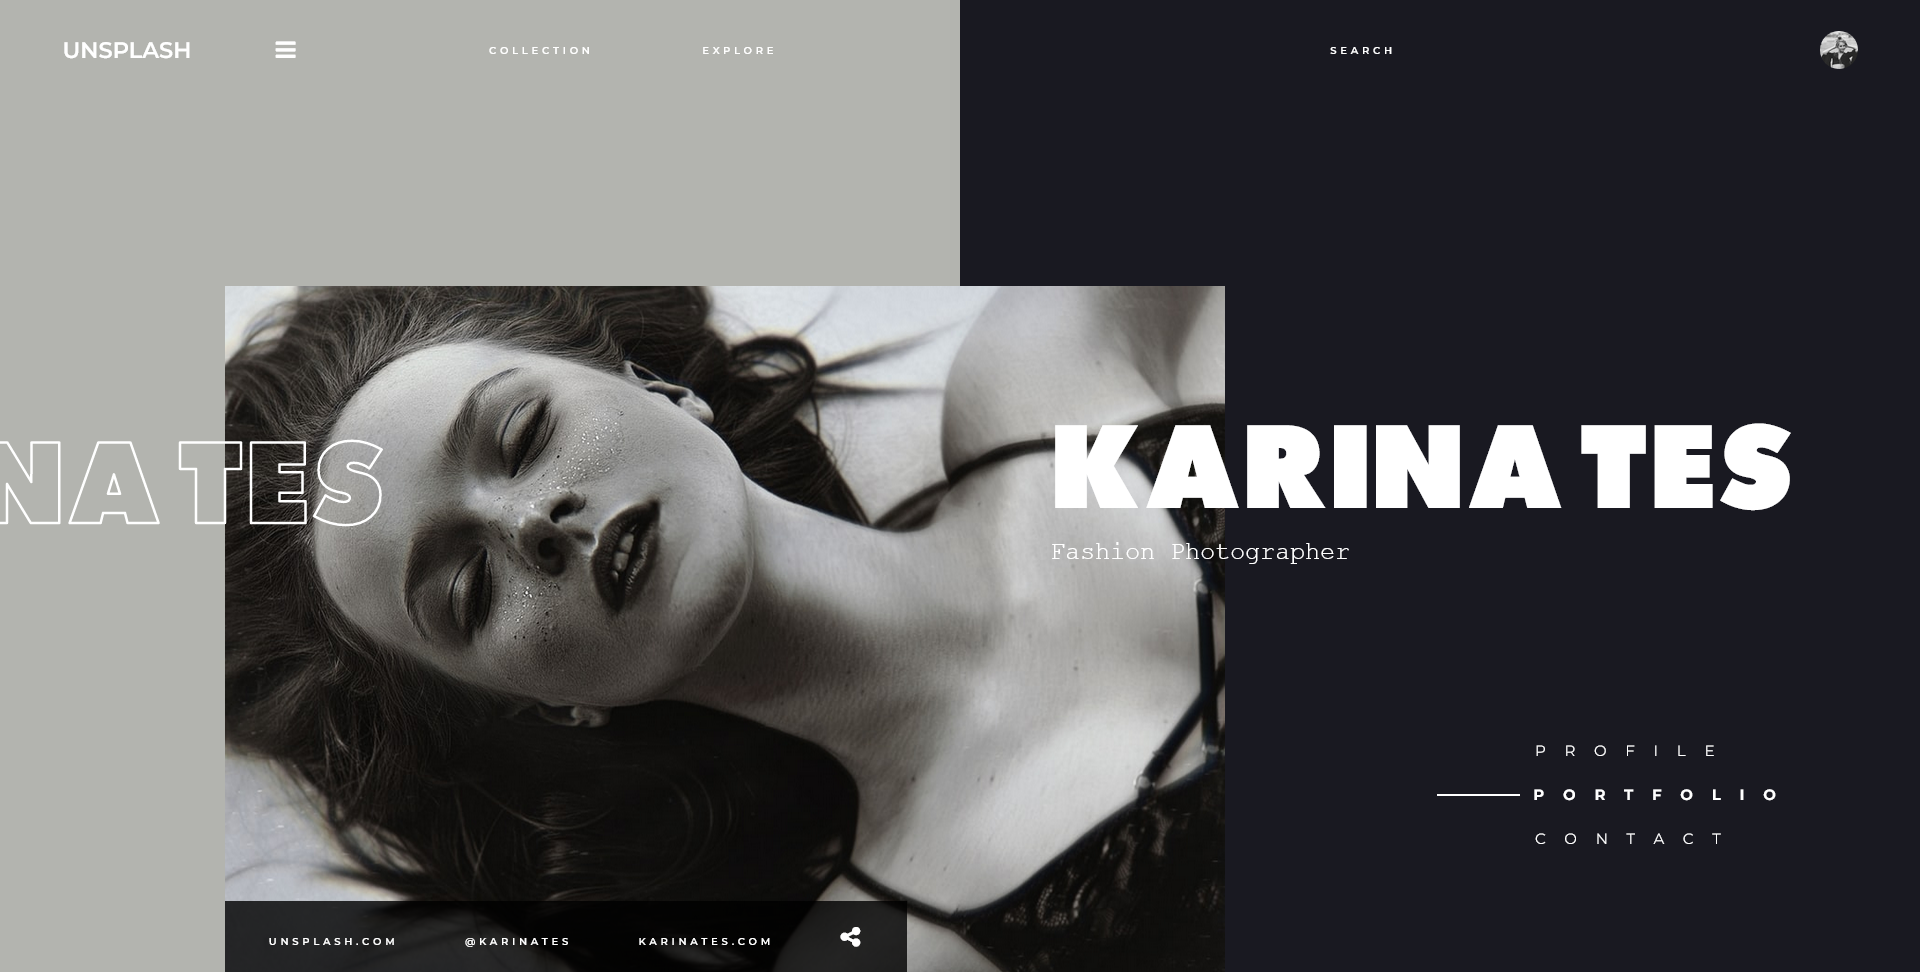 UNSPLASH
COLLECTION
EXPLORE
SEARCH
NA TES
KARINA TES
Fashion Photographer
PROFILE
PORTFOLIO
CONTACT
UNSPLASH.COM
@KARINATES
KARINATES.COM